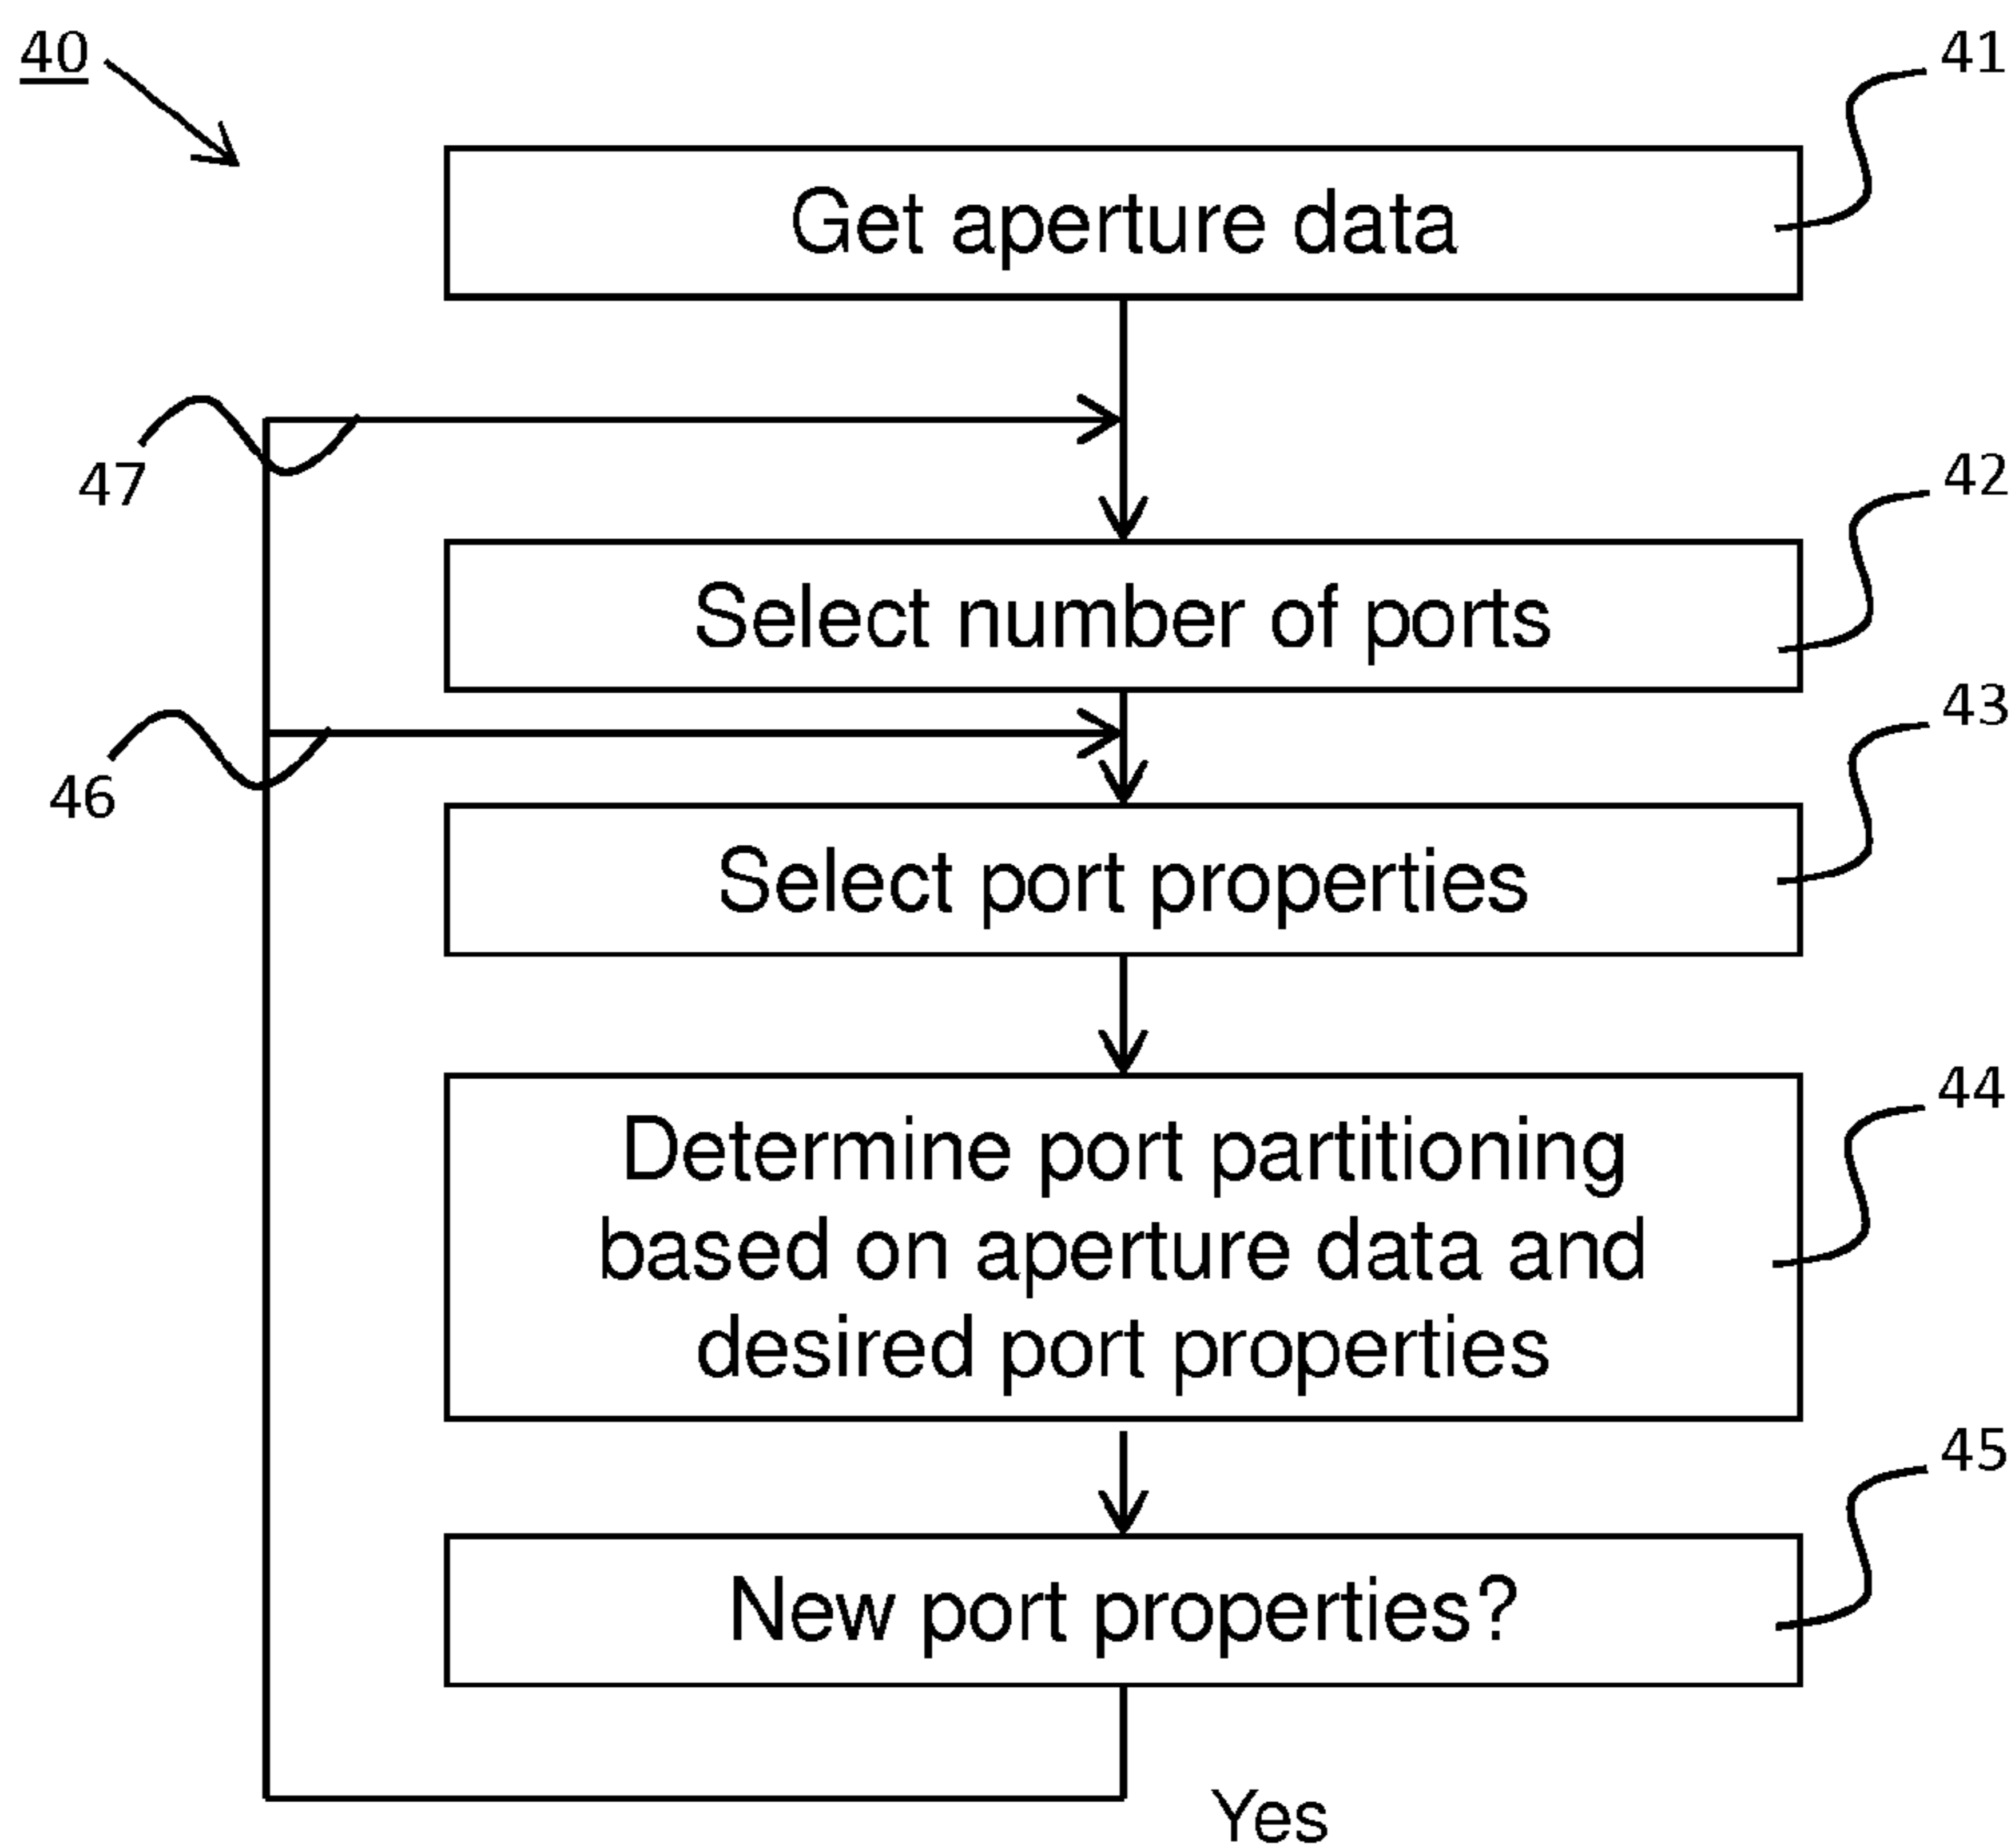 40
41
Get aperture data
47
42
Select number of ports
43
46
Select port properties
44
Determine port partitioning
based on aperture data and
desired port properties
45
New port properties?
Yes